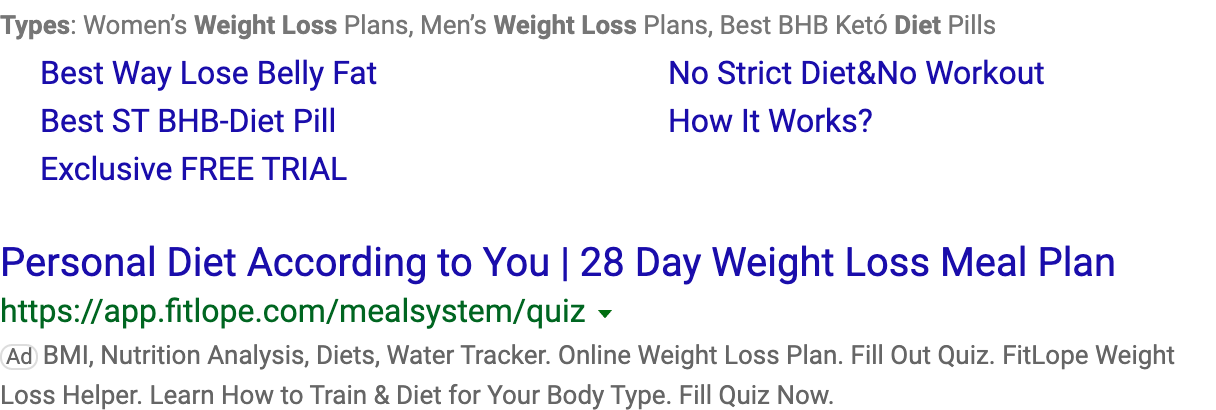 Types: Women’s Weight Loss Plans, Men’s Weight Loss Plans, Best BHB Ketó Diet Pills
Best Way Lose Belly Fat
No Strict Diet&No Workout
Best ST BHB-Diet Pill
How It Works?
Exclusive FREE TRIAL
Personal Diet According to You | 28 Day Weight Loss Meal Plan
https://app.fitlope.com/mealsystem/quiz
Ad BMI, Nutrition Analysis, Diets, Water Tracker. Online Weight Loss Plan. Fill Out Quiz. FitLope Weight
Loss Helper. Learn How to Train & Diet for Your Body Type. Fill Quiz Now.